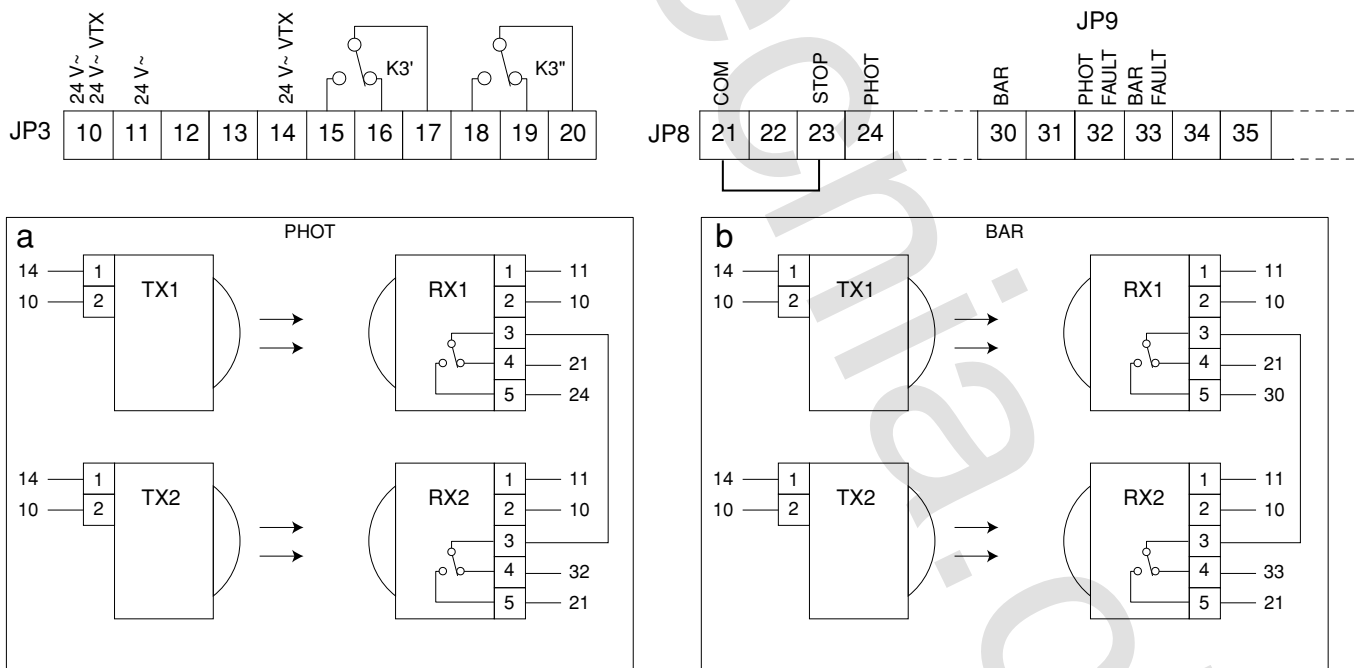 JP9
24 V~
24 V~ VTX
24 V~
24 V~ VTX
K3'
K3"
COM
STOP
PHOT
BAR
PHOT
FAULT
BAR
FAULT
JP3 10 11 12 13 14 15 16 17 18 19 20
JP8 21 22 23 24 30 31 32 33 34 35
a PHOT
14 1 TX1 RX1 1 11
10 2 2 10
3
4 21
5 24
14 1 TX2 RX2 1 11
10 2 2 10
3
4 32
5 21
b BAR
14 1 TX1 RX1 1 11
10 2 2 10
3
4 21
5 30
14 1 TX2 RX2 1 11
10 2 2 10
3
4 33
5 21